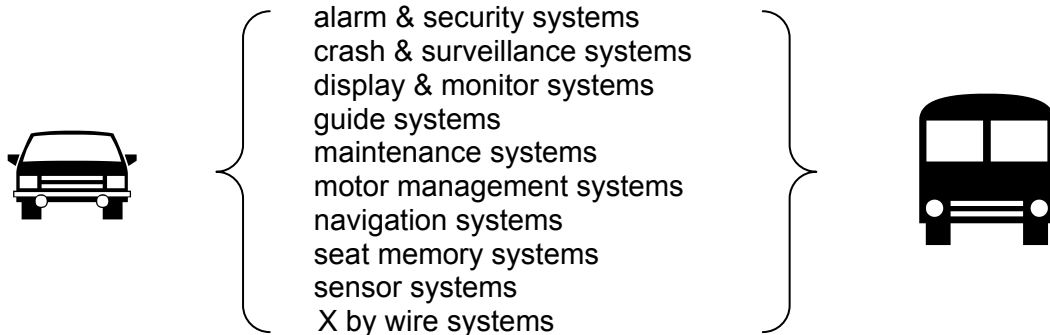 alarm & security systems
crash & surveillance systems
display & monitor systems
guide systems
maintenance systems
motor management systems
navigation systems
seat memory systems
sensor systems
X by wire systems